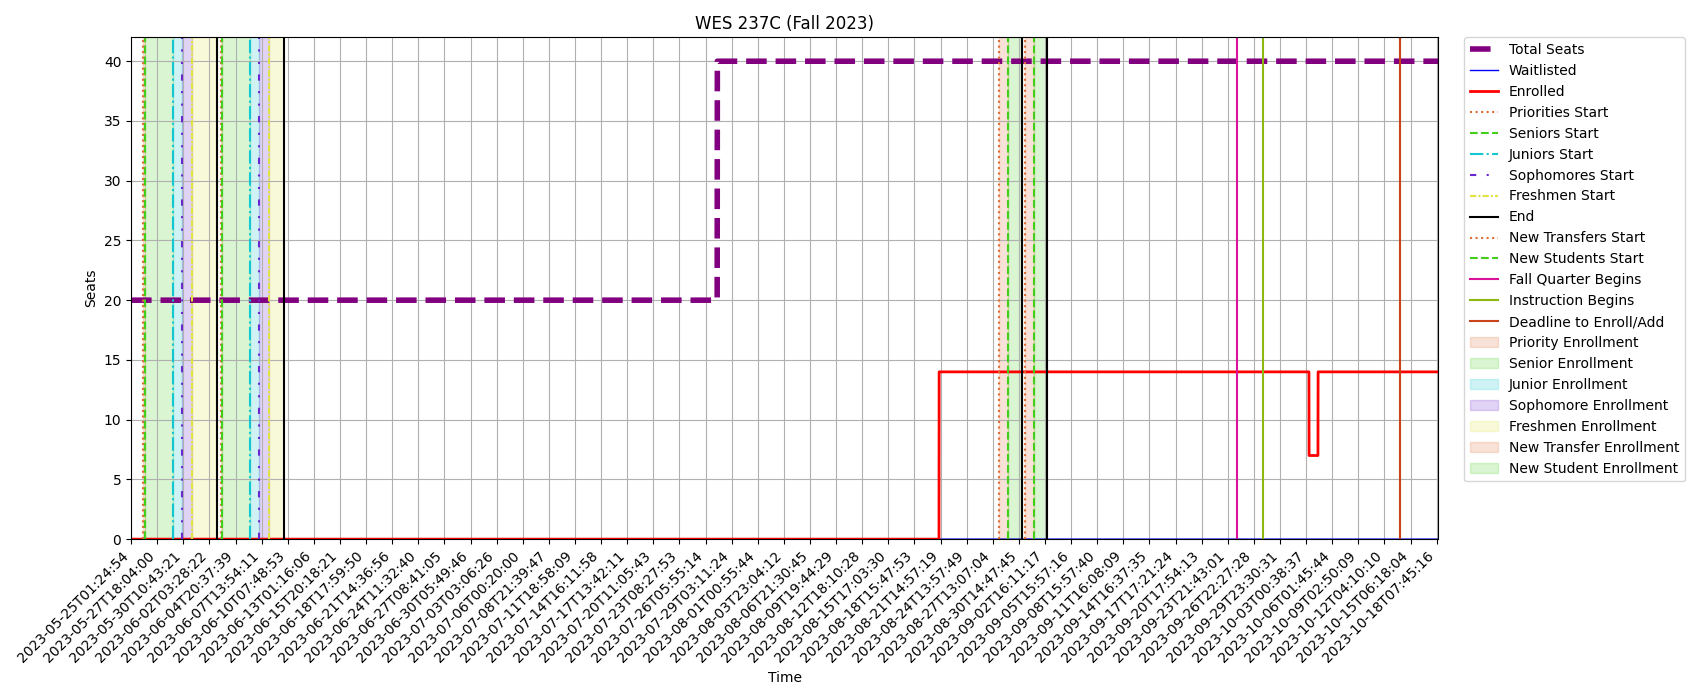 WES 237C (Fall 2023)
Seats
40
35
30
25
20
15
10
5
0
2023-05-25T01:24:54
2023-05-27T18:04:00
2023-05-30T10:43:21
2023-06-02T03:28:22
2023-06-04T20:37:39
2023-06-07T13:54:11
2023-06-10T07:48:53
2023-06-13T01:16:06
2023-06-15T20:18:21
2023-06-18T17:59:50
2023-06-21T14:36:56
2023-06-24T11:32:40
2023-06-27T08:41:05
2023-06-30T05:49:46
2023-07-03T03:06:26
2023-07-06T00:20:00
2023-07-08T21:39:47
2023-07-11T18:58:09
2023-07-14T16:11:58
2023-07-17T13:42:11
2023-07-20T11:05:43
2023-07-23T08:27:53
2023-07-26T05:55:14
2023-07-29T03:11:24
2023-08-01T00:55:44
2023-08-03T23:04:12
2023-08-06T21:30:45
2023-08-09T19:44:29
2023-08-12T18:10:28
2023-08-15T17:03:30
2023-08-18T15:47:53
2023-08-21T14:57:19
2023-08-24T13:57:49
2023-08-27T13:07:04
2023-08-30T14:47:45
2023-09-02T16:11:17
2023-09-05T15:57:16
2023-09-08T15:57:40
2023-09-11T16:08:09
2023-09-14T16:37:35
2023-09-17T17:21:24
2023-09-20T17:54:13
2023-09-23T21:43:01
2023-09-26T22:27:28
2023-09-29T23:30:31
2023-10-03T00:38:37
2023-10-06T01:45:44
2023-10-09T02:50:09
2023-10-12T04:10:16
2023-10-15T06:18:04
2023-10-18T07:45:16
Time
Total Seats
Waitlisted
Enrolled
Priorities Start
Seniors Start
Juniors Start
Sophomores Start
Freshmen Start
End
New Transfers Start
New Students Start
Fall Quarter Begins
Instruction Begins
Deadline to Enroll/Add
Priority Enrollment
Senior Enrollment
Junior Enrollment
Sophomore Enrollment
Freshmen Enrollment
New Transfer Enrollment
New Student Enrollment